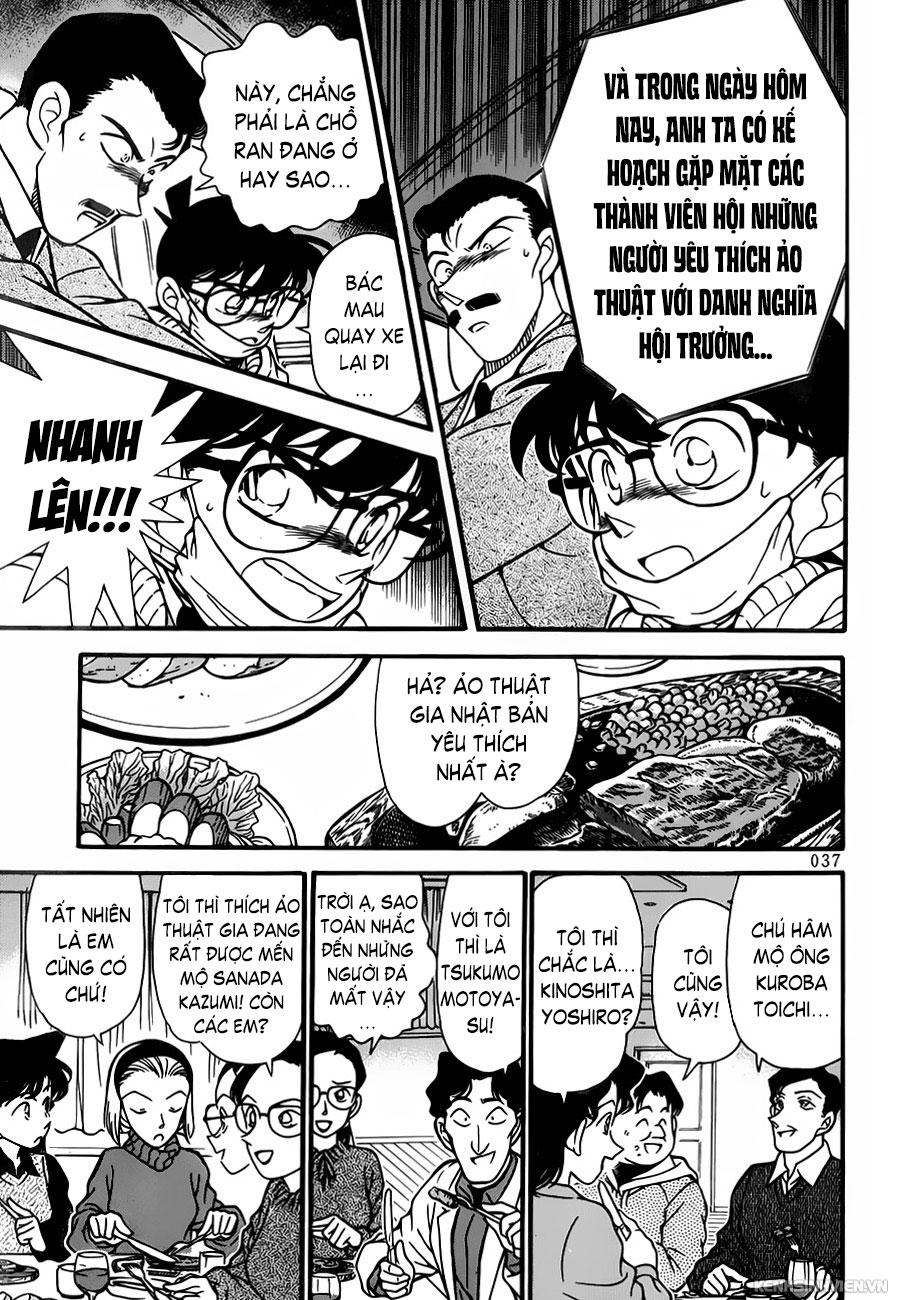 VÀ TRONG NGÀY HÔM
NAY, ANH TA CÓ KẾ
HOẠCH GẶP MẶT CÁC
THÀNH VIÊN HỘI NHỮNG
NGƯỜI YÊU THÍCH ẢO
THUẬT VỚI DANH NGHĨA
HỘI TRƯỞNG...
NÀY, CHẲNG
PHẢI LÀ CHỖ
RAN ĐANG Ở
HAY SAO...
BÁC
MAU
QUAY XE
LẠI ĐI
...
NHANH
LÊN!!!
HẢ? ẢO THUẬT
GIA NHẬT BẢN
YÊU THÍCH
NHẤT À?
037
CHÚ HÂM
MỘ ÔNG
KUROBA
TOICHI...
TÔI
CŨNG
VẬY!
TÔI THÌ
CHẮC LÀ...
KINOSHITA
YOSHIRO?
VỚI TÔI
THÌ LÀ
TSUKUMO
MOTOYA-
SU!
TRỜI Ạ, SAO
TOÀN NHẮC
ĐẾN NHỮNG
NGƯỜI ĐÃ
MẤT VẬY
...
TÔI THÌ THÍCH ẢO
THUẬT GIA ĐANG
RẤT ĐƯỢC MẾN
MỘ SANADA
KAZUMI! CÒN
CÁC EM?
TẤT NHIÊN
LÀ EM
CŨNG CÓ
CHỨ!
KENHSINHVIEN.VN